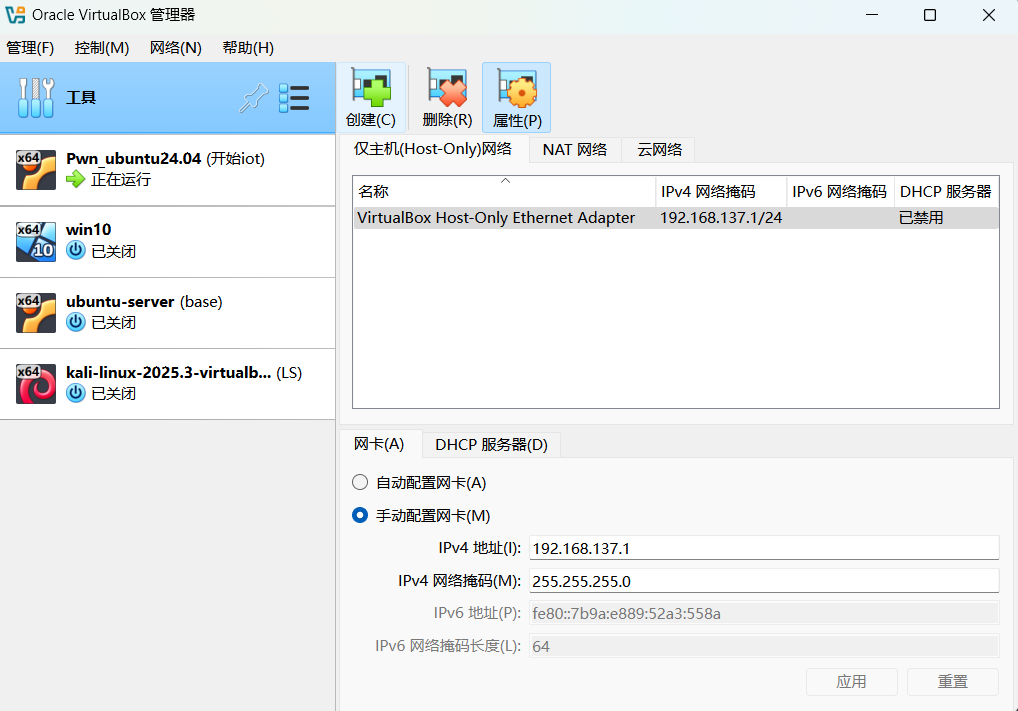 Oracle VirtualBox 管理器
管理(F) 控制(M) 网络(N) 帮助(H)
工具
创建(C) 删除(R) 属性(P)
x64
Pwn_ubuntu24.04 (开始iot)
正在运行
x64
10
win10
已关闭
x64
ubuntu-server (base)
已关闭
x64
kali-linux-2025.3-virtualb... (LS)
已关闭
仅主机(Host-Only)网络 NAT 网络 云网络
名称 IPv4 网络掩码 IPv6 网络掩码 DHCP 服务器
VirtualBox Host-Only Ethernet Adapter 192.168.137.1/24 已禁用
网卡(A) DHCP 服务器(D)
自动配置网卡(A)
手动配置网卡(M)
IPv4 地址(I): 192.168.137.1
IPv4 网络掩码(M): 255.255.255.0
IPv6 地址(P): fe80::7b9a:e889:52a3:558a
IPv6 网络掩码长度(L): 64
应用 重置